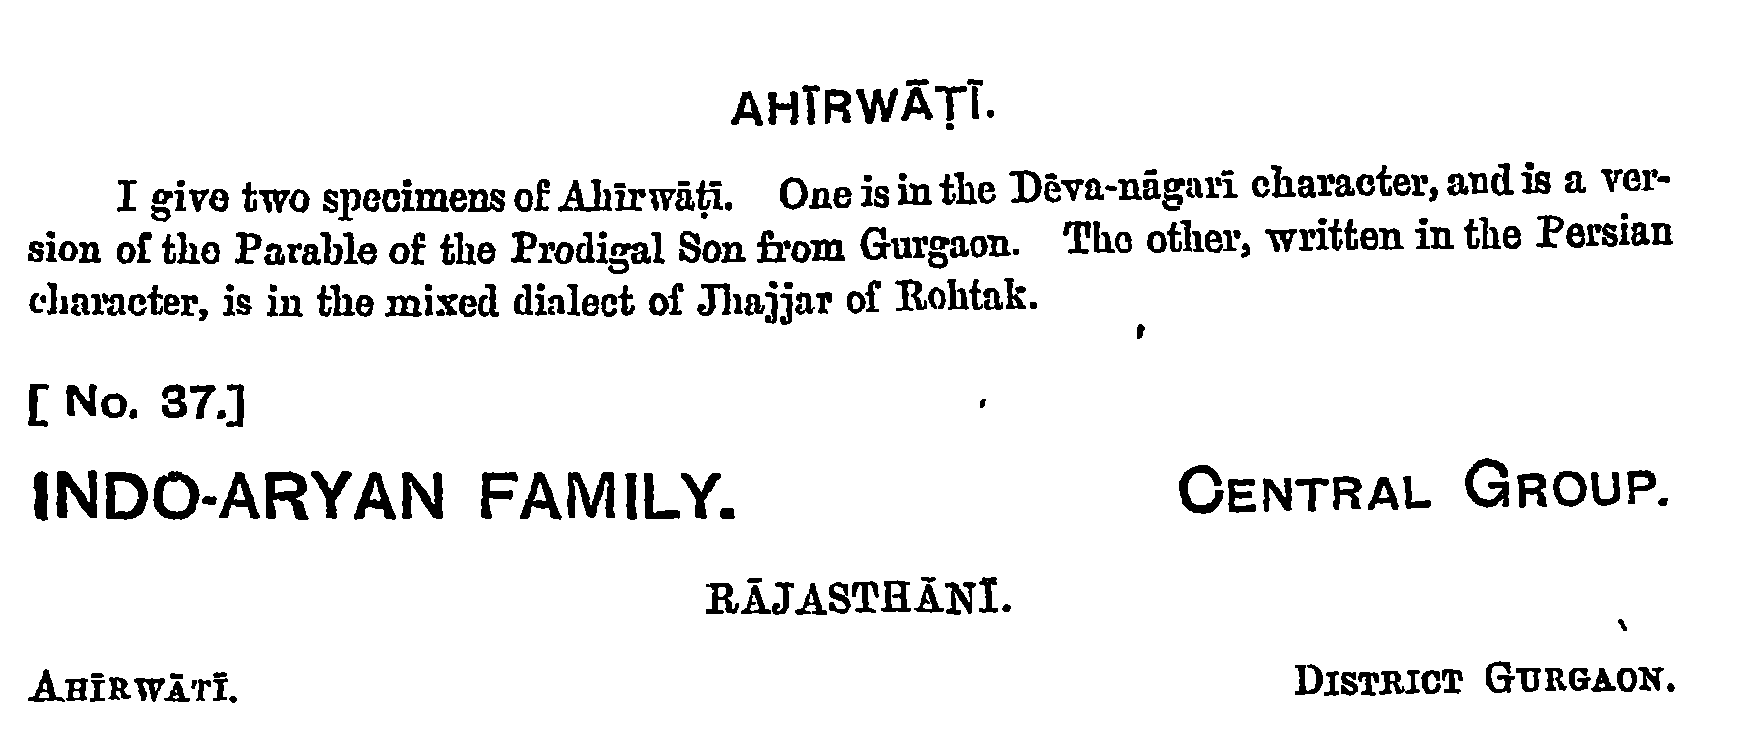 AHĪRWĀṬĪ.
I give two specimens of Ahīrwāṭī. One is in the Dēva-nāgarī character, and is a ver-
sion of the Parable of the Prodigal Son from Gurgaon. The other, written in the Persian
character, is in the mixed dialect of Jhajjar of Rohtak.
[ No. 37.]
INDO-ARYAN FAMILY. CENTRAL GROUP.
RĀJASTHĀNĪ.
AHĪRWĀTĪ. DISTRICT GURGAON.